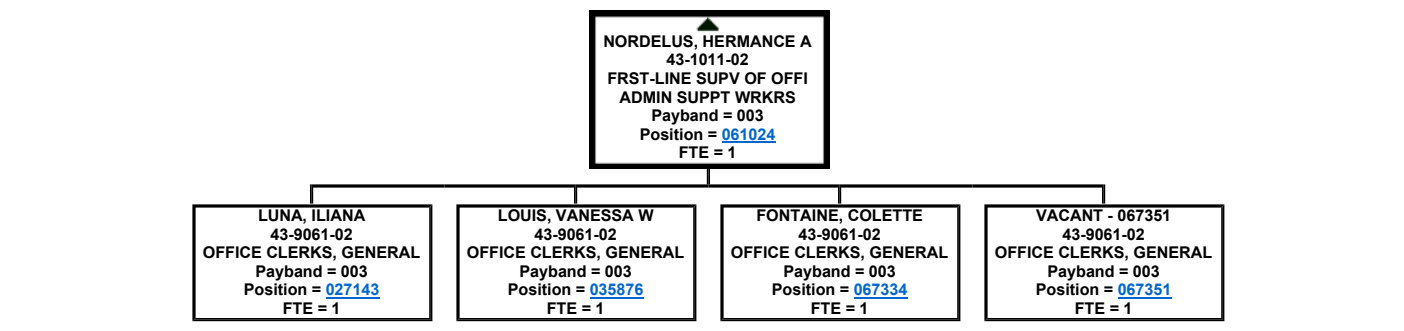 NORDELUS, HERMANCE A
43-1011-02
FRST-LINE SUPV OF OFFI
ADMIN SUPPT WRKRS
Payband = 003
Position = 061024
FTE = 1
LUNA, ILIANA
43-9061-02
OFFICE CLERKS, GENERAL
Payband = 003
Position = 027143
FTE = 1
LOUIS, VANESSA W
43-9061-02
OFFICE CLERKS, GENERAL
Payband = 003
Position = 035876
FTE = 1
FONTAINE, COLETTE
43-9061-02
OFFICE CLERKS, GENERAL
Payband = 003
Position = 067334
FTE = 1
VACANT - 067351
43-9061-02
OFFICE CLERKS, GENERAL
Payband = 003
Position = 067351
FTE = 1